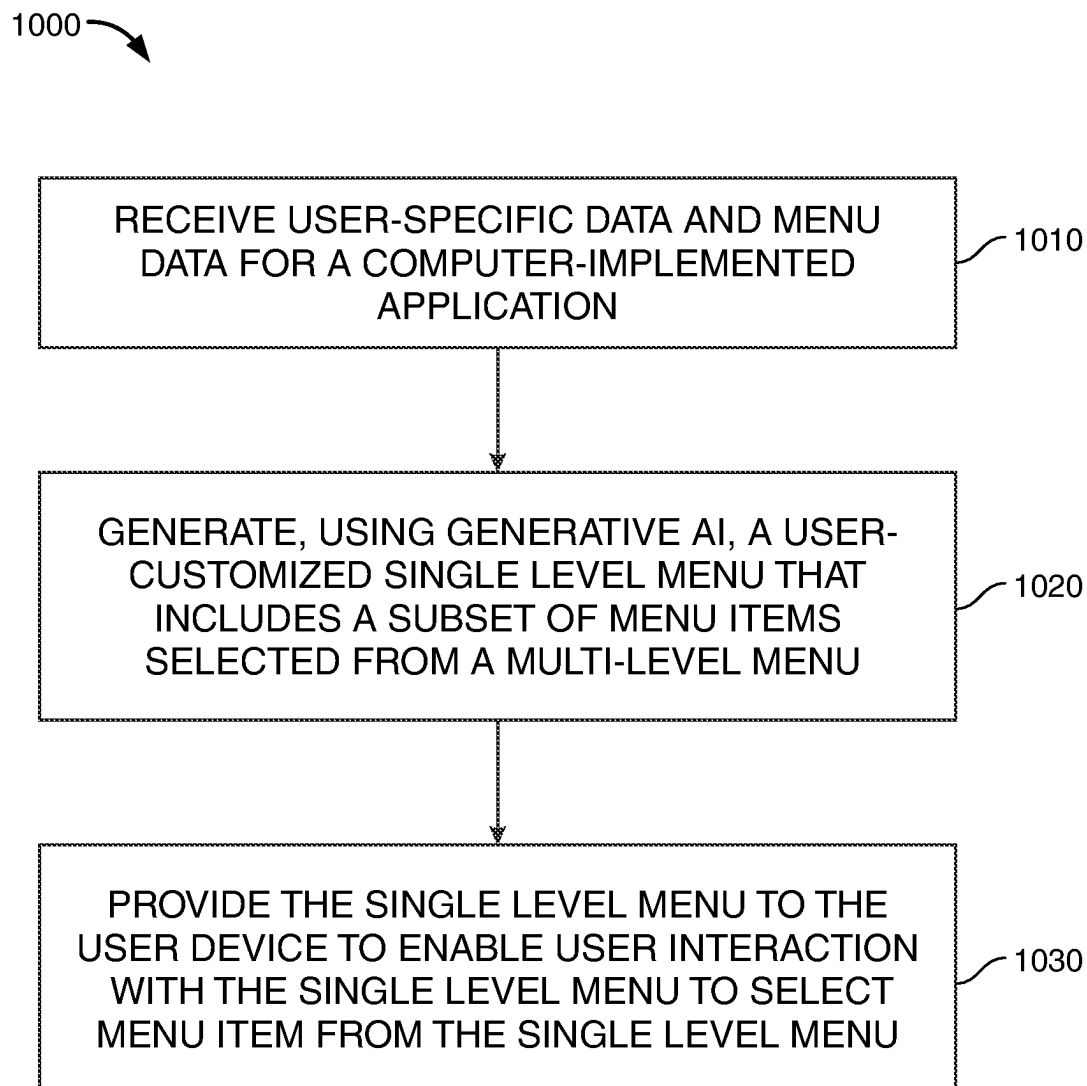 1000
RECEIVE USER-SPECIFIC DATA AND MENU
DATA FOR A COMPUTER-IMPLEMENTED
APPLICATION
1010
GENERATE, USING GENERATIVE AI, A USER-
CUSTOMIZED SINGLE LEVEL MENU THAT
INCLUDES A SUBSET OF MENU ITEMS
SELECTED FROM A MULTI-LEVEL MENU
1020
PROVIDE THE SINGLE LEVEL MENU TO THE
USER DEVICE TO ENABLE USER INTERACTION
WITH THE SINGLE LEVEL MENU TO SELECT
MENU ITEM FROM THE SINGLE LEVEL MENU
1030